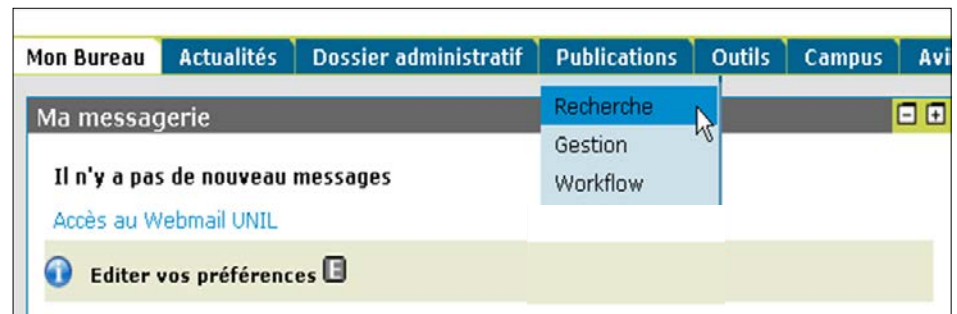 Mon Bureau Actualités Dossier administratif Publications Outils Campus
Ma messagerie
Recherche
Gestion
Workflow
Il n'y a pas de nouveau messages
Accès au Webmail UNIL
Editer vos préférences E